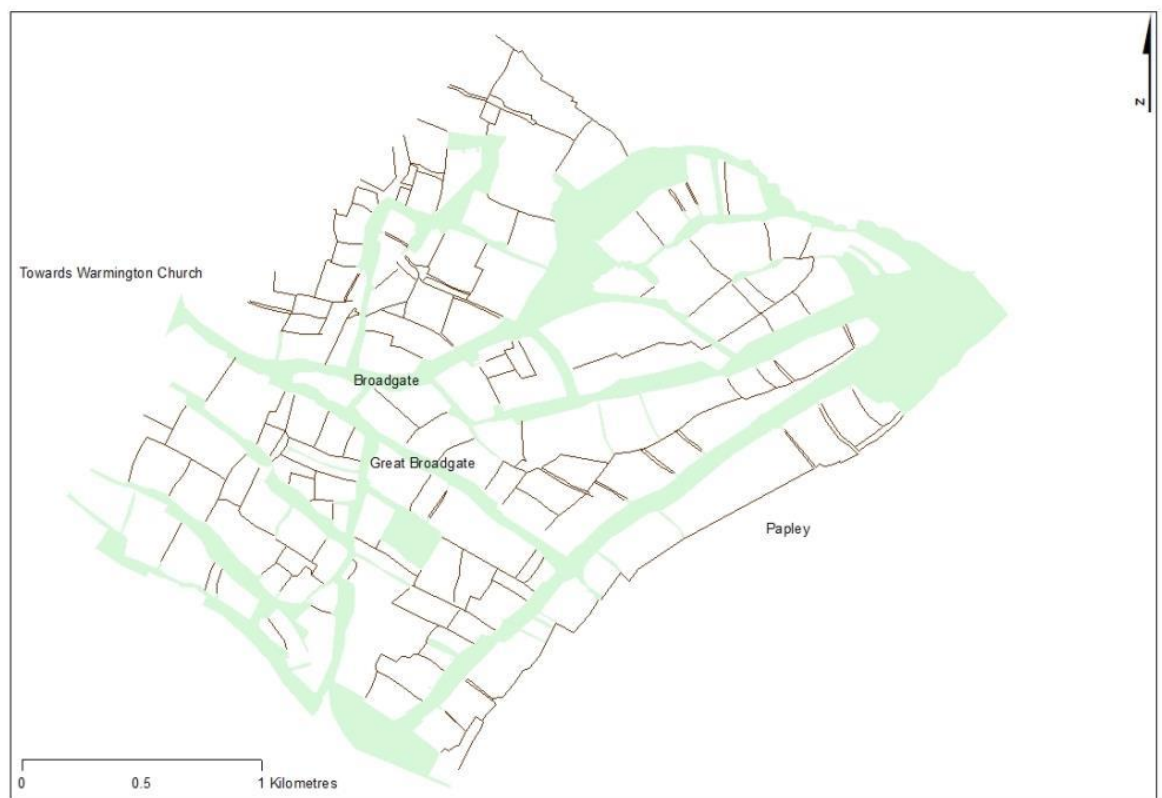 N
Towards Warmington Church
Broadgate
Great Broadgate
Papley
0 0.5 1 Kilometres